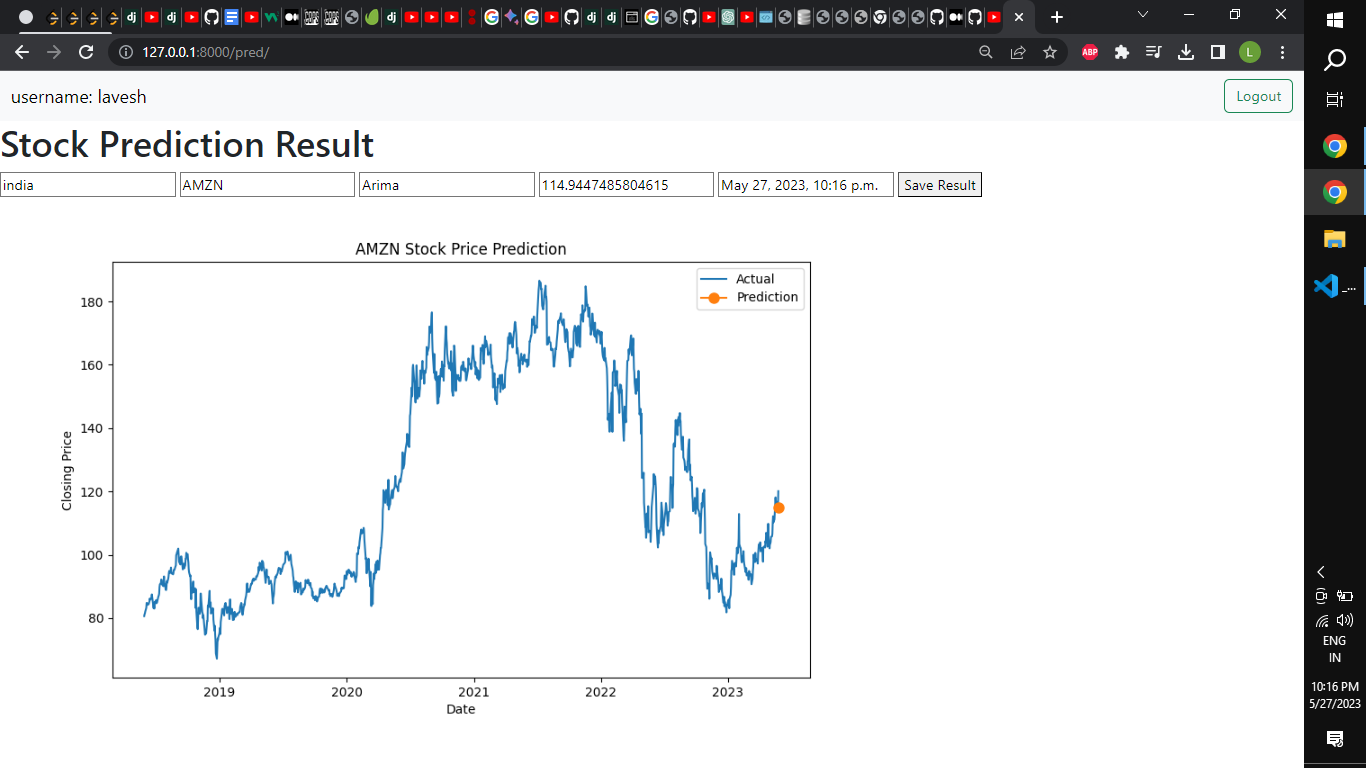 127.0.0.1:8000/pred/
ABP
L
username: lavesh
Logout
Stock Prediction Result
india AMZN Arima 114.9447485804615 May 27, 2023, 10:16 p.m. Save Result
AMZN Stock Price Prediction
Actual
Prediction
180
160
140
120
100
80
Closing Price
2019 2020 2021 2022 2023
Date
ENG
IN
10:16 PM
5/27/2023